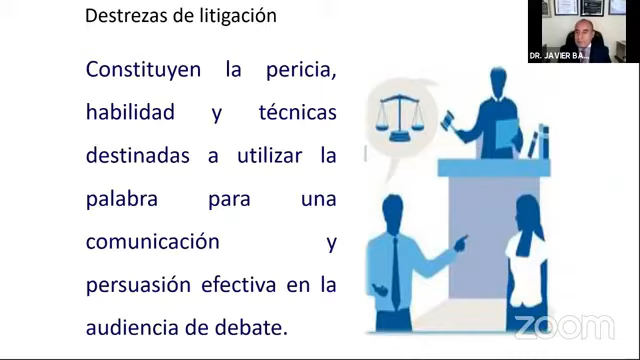 Destrezas de litigación
DR. JAVIER BA...
Constituyen la pericia,
habilidad y técnicas
destinadas a utilizar la
palabra para una
comunicación y
persuasión efectiva en la
audiencia de debate.
zoom